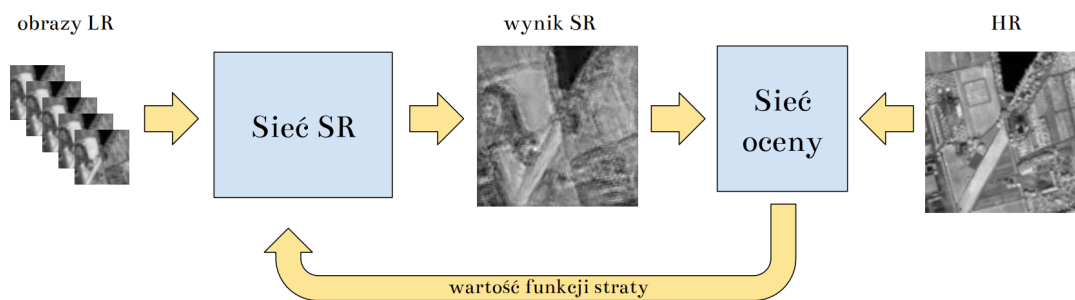 obrazy LR
wynik SR
HR
Sieć SR
Sieć
oceny
wartość funkcji straty